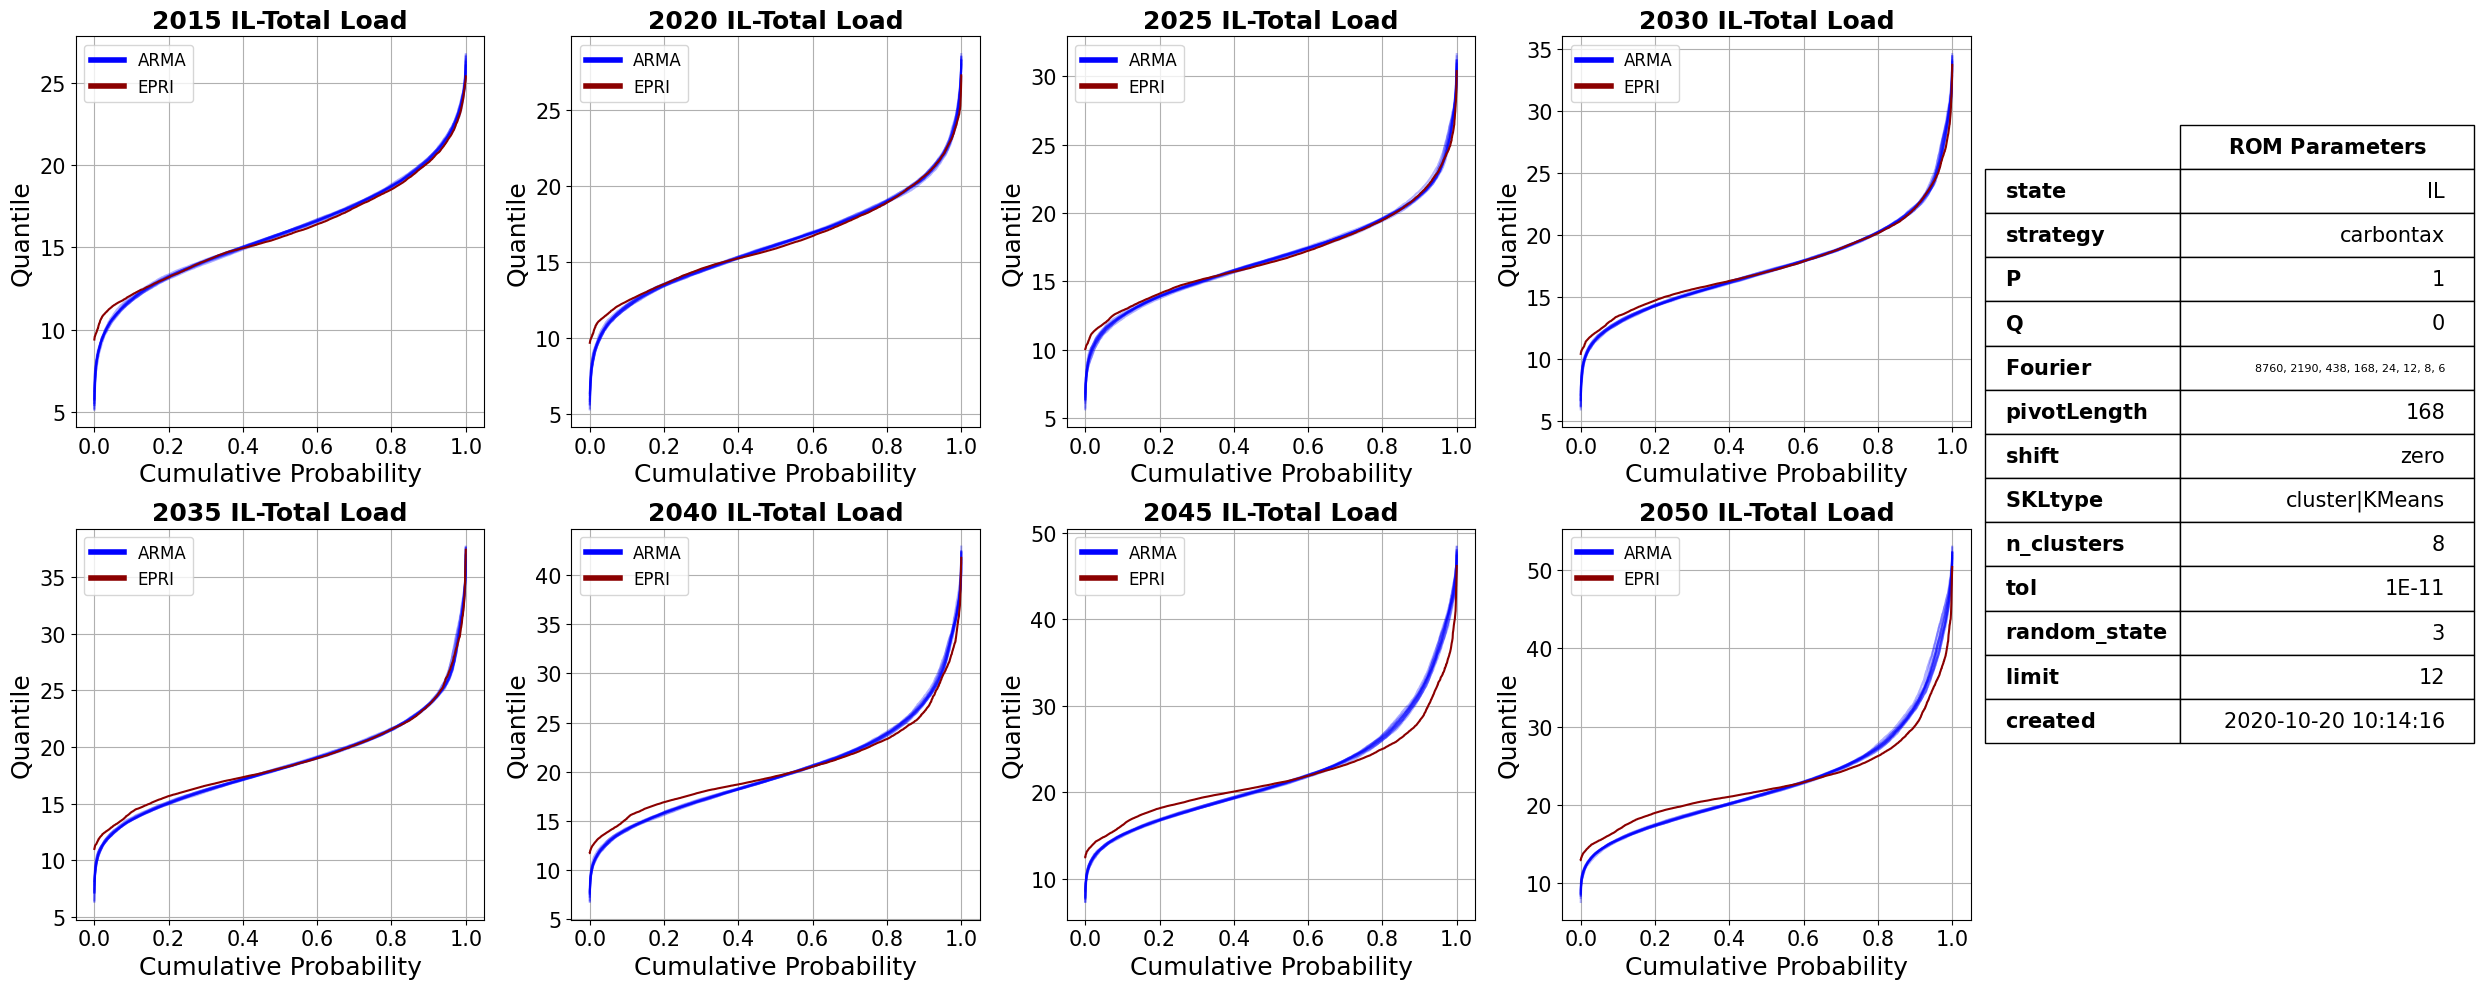 2015 IL-Total Load
ARMA
EPRI
25
20
15
10
5
Quantile
0.0 0.2 0.4 0.6 0.8 1.0
Cumulative Probability
2020 IL-Total Load
ARMA
EPRI
25
20
15
10
5
Quantile
0.0 0.2 0.4 0.6 0.8 1.0
Cumulative Probability
2025 IL-Total Load
ARMA
EPRI
30
25
20
15
10
5
Quantile
0.0 0.2 0.4 0.6 0.8 1.0
Cumulative Probability
2030 IL-Total Load
ARMA
EPRI
35
30
25
20
15
10
5
Quantile
0.0 0.2 0.4 0.6 0.8 1.0
Cumulative Probability
2035 IL-Total Load
ARMA
EPRI
35
30
25
20
15
10
5
Quantile
0.0 0.2 0.4 0.6 0.8 1.0
Cumulative Probability
2040 IL-Total Load
ARMA
EPRI
40
35
30
25
20
15
10
5
Quantile
0.0 0.2 0.4 0.6 0.8 1.0
Cumulative Probability
2045 IL-Total Load
ARMA
EPRI
50
40
30
20
10
Quantile
0.0 0.2 0.4 0.6 0.8 1.0
Cumulative Probability
2050 IL-Total Load
ARMA
EPRI
50
40
30
20
10
Quantile
0.0 0.2 0.4 0.6 0.8 1.0
Cumulative Probability
ROM Parameters
state IL
strategy carbontax
P 1
Q 0
Fourier 8760, 2190, 438, 168, 24, 12, 8, 6
pivotLength 168
shift zero
SKLtype cluster|KMeans
n_clusters 8
tol 1E-11
random_state 3
limit 12
created 2020-10-20 10:14:16